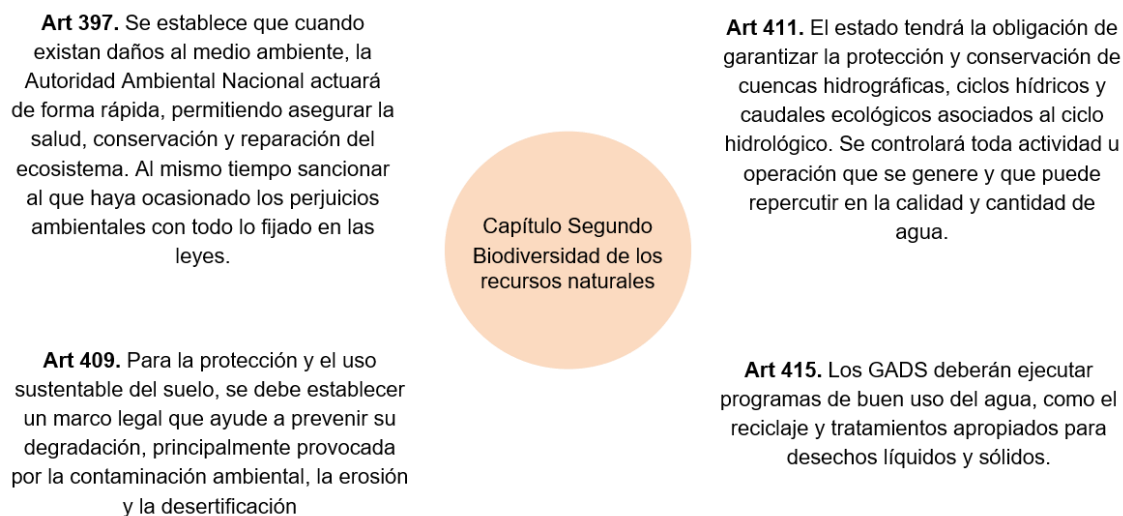 Art 397. Se establece que cuando
existan daños al medio ambiente, la
Autoridad Ambiental Nacional actuará
de forma rápida, permitiendo asegurar la
salud, conservación y reparación del
ecosistema. Al mismo tiempo sancionar
al que haya ocasionado los perjuicios
ambientales con todo lo fijado en las
leyes.
Art 411. El estado tendrá la obligación de
garantizar la protección y conservación de
cuencas hidrográficas, ciclos hídricos y
caudales ecológicos asociados al ciclo
hidrológico. Se controlará toda actividad u
operación que se genere y que puede
repercutir en la calidad y cantidad de
agua.
Capítulo Segundo
Biodiversidad de los
recursos naturales
Art 409. Para la protección y el uso
sustentable del suelo, se debe establecer
un marco legal que ayude a prevenir su
degradación, principalmente provocada
por la contaminación ambiental, la erosión
y la desertificación
Art 415. Los GADS deberán ejecutar
programas de buen uso del agua, como el
reciclaje y tratamientos apropiados para
desechos líquidos y sólidos.